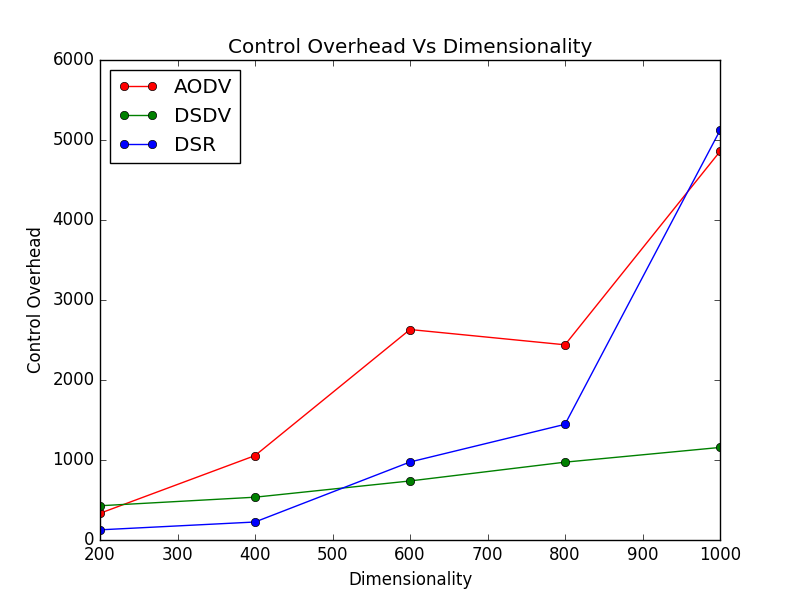 Control Overhead Vs Dimensionality
6000
5000
4000
3000
2000
1000
0
AODV
DSDV
DSR
Control Overhead
200 300 400 500 600 700 800 900 1000
Dimensionality